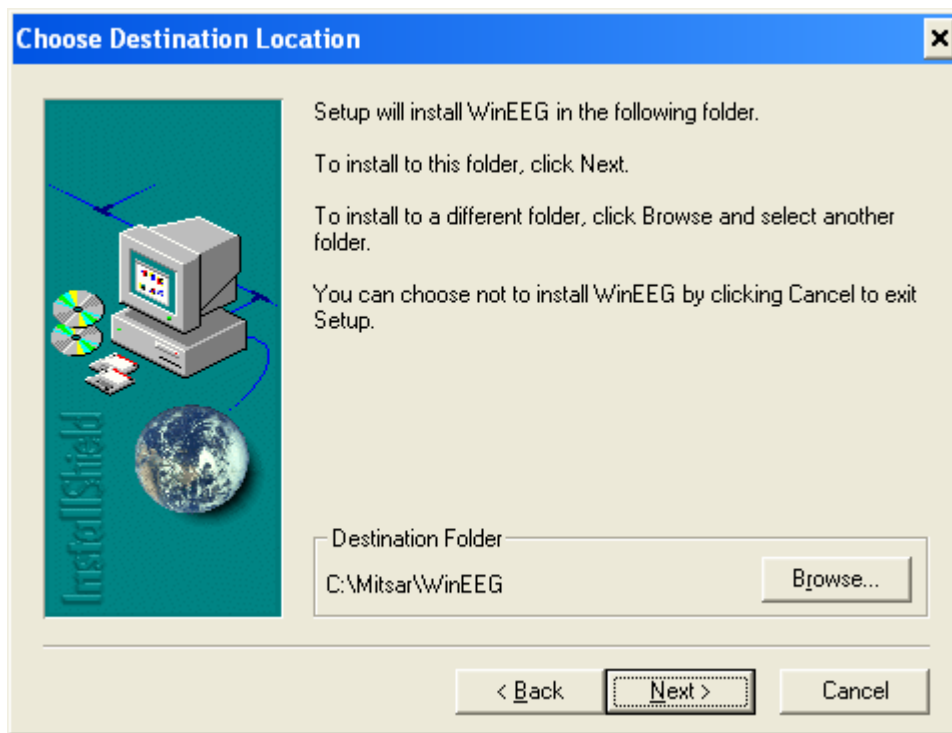 Choose Destination Location
Setup will install WinEEG in the following folder.
To install to this folder, click Next.
To install to a different folder, click Browse and select another
folder.
You can choose not to install WinEEG by clicking Cancel to exit
Setup.
InstallShield
Destination Folder
C:\Mitsar\WinEEG
Browse...
< Back
Next >
Cancel